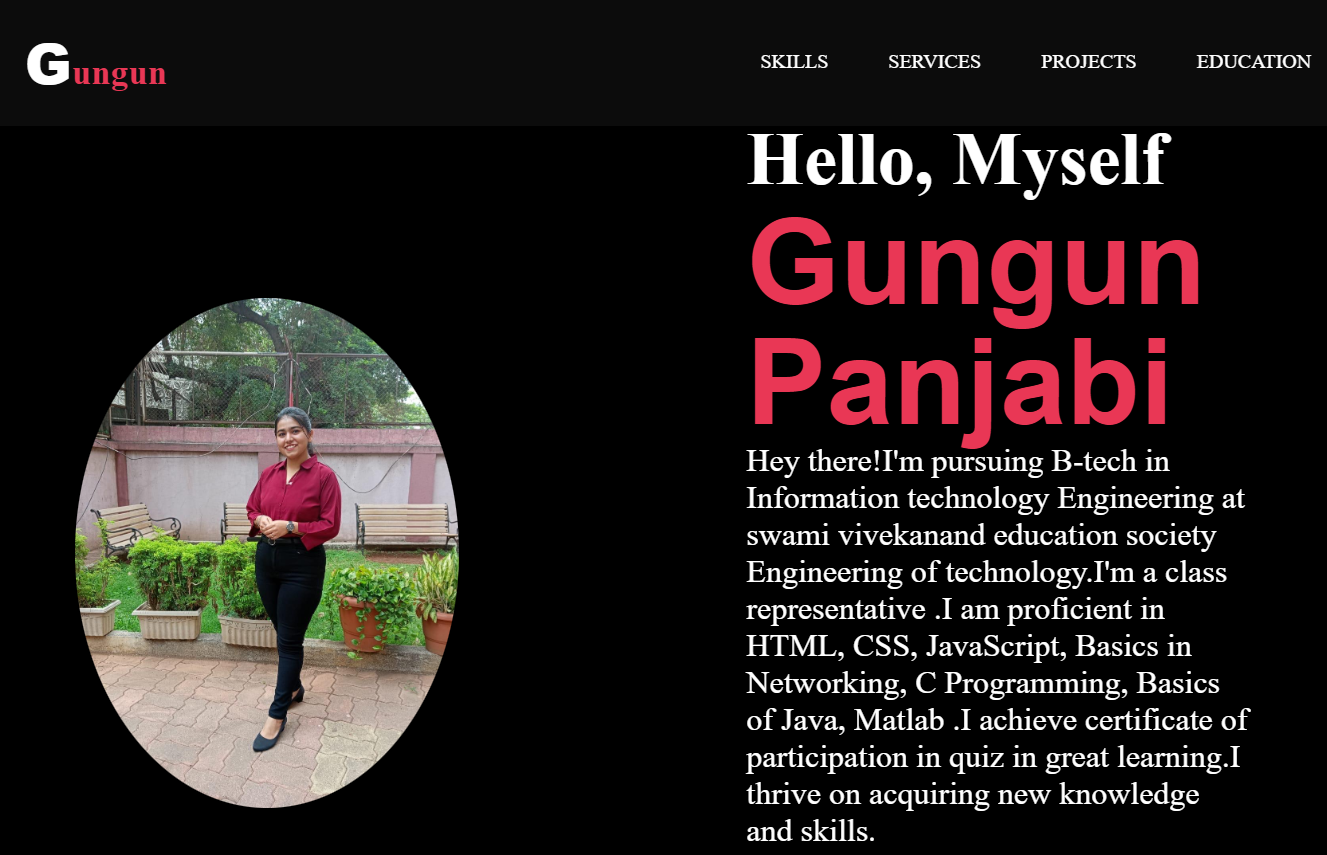 Gungun
SKILLS SERVICES PROJECTS EDUCATION
Hello, Myself
Gungun
Panjabi
Hey there!I'm pursuing B-tech in
Information technology Engineering at
swami vivekanand education society
Engineering of technology.I'm a class
representative .I am proficient in
HTML, CSS, JavaScript, Basics in
Networking, C Programming, Basics
of Java, Matlab .I achieve certificate of
participation in quiz in great learning.I
thrive on acquiring new knowledge
and skills.